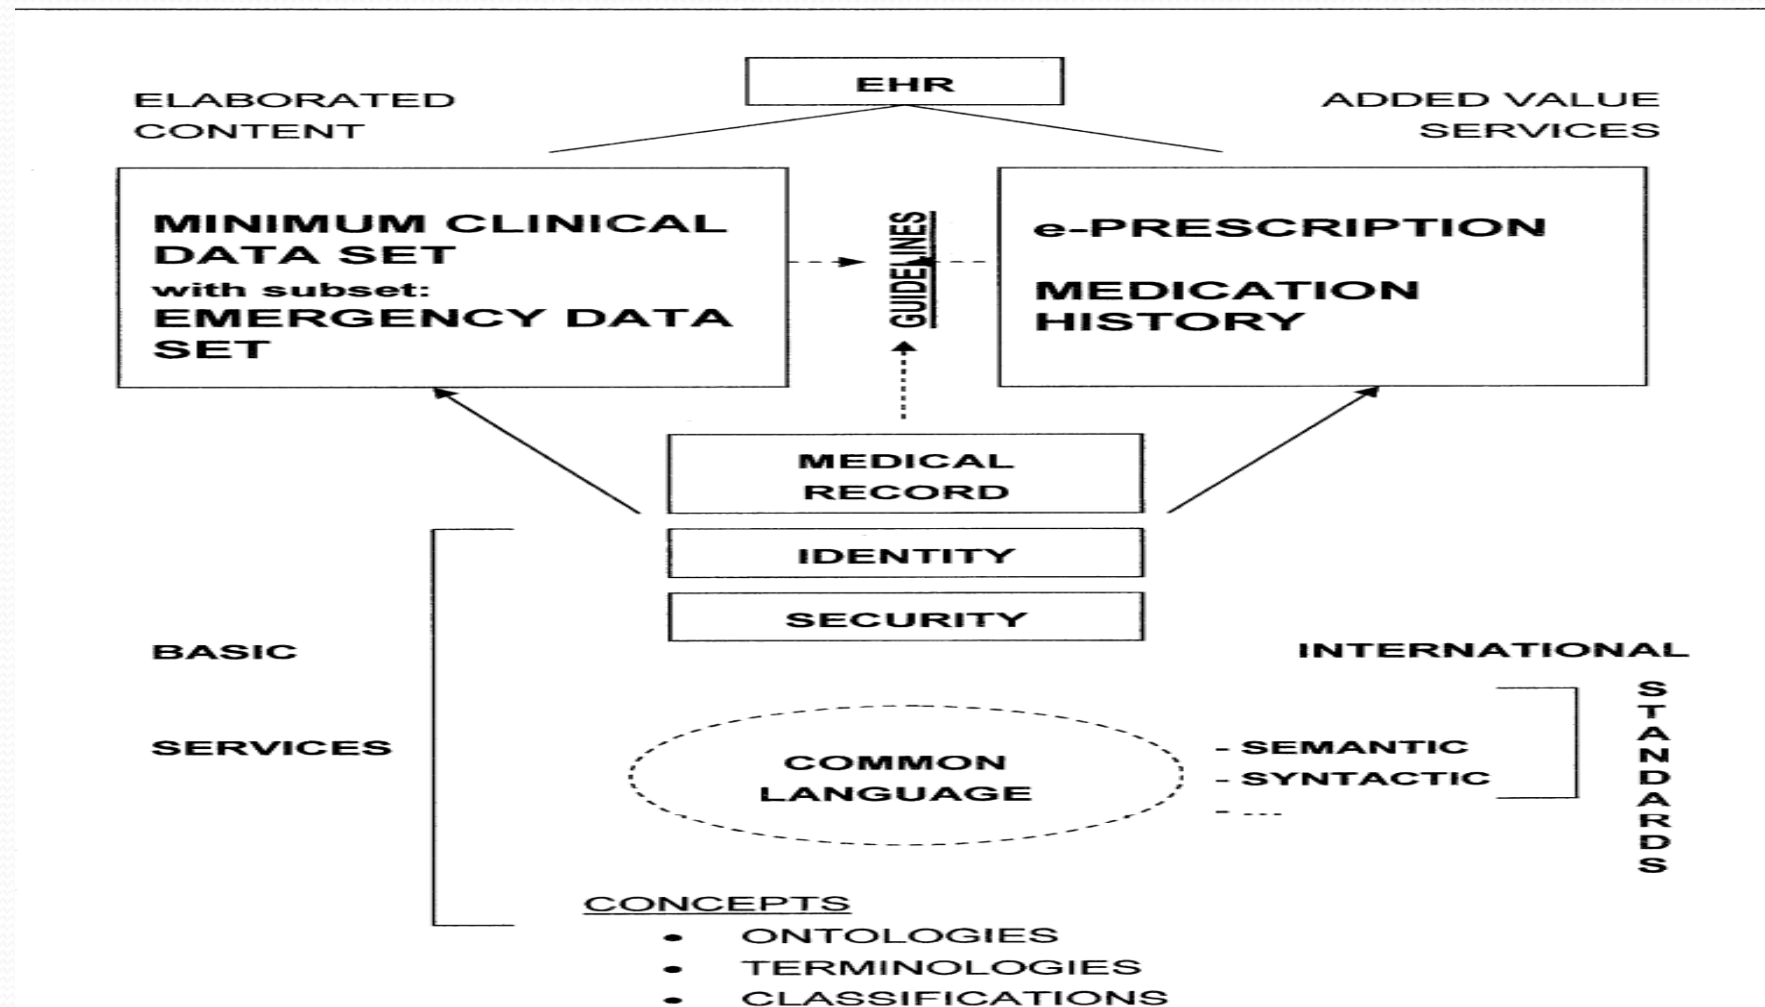 EHR
ELABORATED
CONTENT
ADDED VALUE
SERVICES
MINIMUM CLINICAL
DATA SET
with subset:
EMERGENCY DATA
SET
GUIDELINES
e-PRESCRIPTION
MEDICATION
HISTORY
MEDICAL
RECORD
IDENTITY
SECURITY
BASIC
SERVICES
COMMON
LANGUAGE
- SEMANTIC
- SYNTACTIC
- ...
INTERNATIONAL
STANDARDS
CONCEPTS
• ONTOLOGIES
• TERMINOLOGIES
• CLASSIFICATIONS